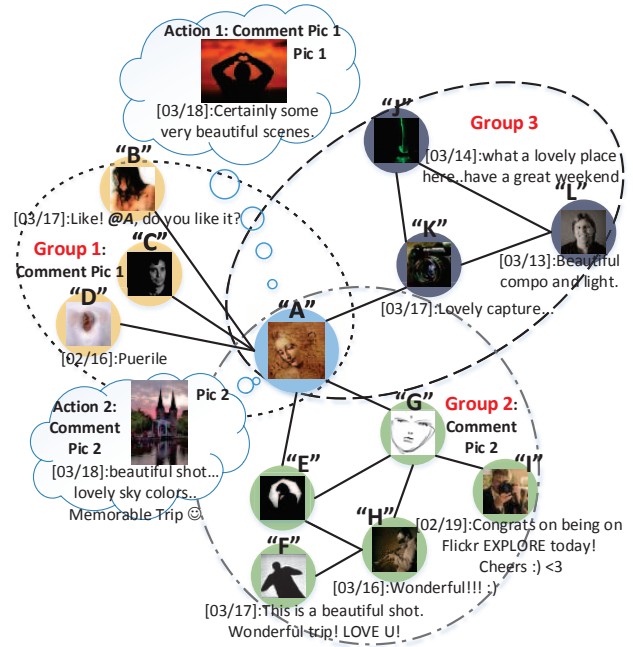 Action 1: Comment Pic 1
Pic 1
[03/18]:Certainly some
very beautiful scenes.
“J”
Group 3
[03/14]:what a lovely place
here..have a great weekend
“B”
[03/17]:Like! @A, do you like it?
“L”
“K”
[03/13]:Beautiful
compo and light.
[03/17]:Lovely capture...
Group 1:
Comment Pic 1
“C”
“D”
[02/16]:Puerile
“A”
Action 2:
Comment
Pic 2
Pic 2
[03/18]:beautiful shot...
lovely sky colors..
Memorable Trip ☺
“G”
Group 2:
Comment
Pic 2
“E”
“I”
[02/19]:Congrats on being on
Flickr EXPLORE today!
Cheers :) <3
“H”
[03/16]:Wonderful!!! :)
“F”
[03/17]:This is a beautiful shot.
Wonderful trip! LOVE U!